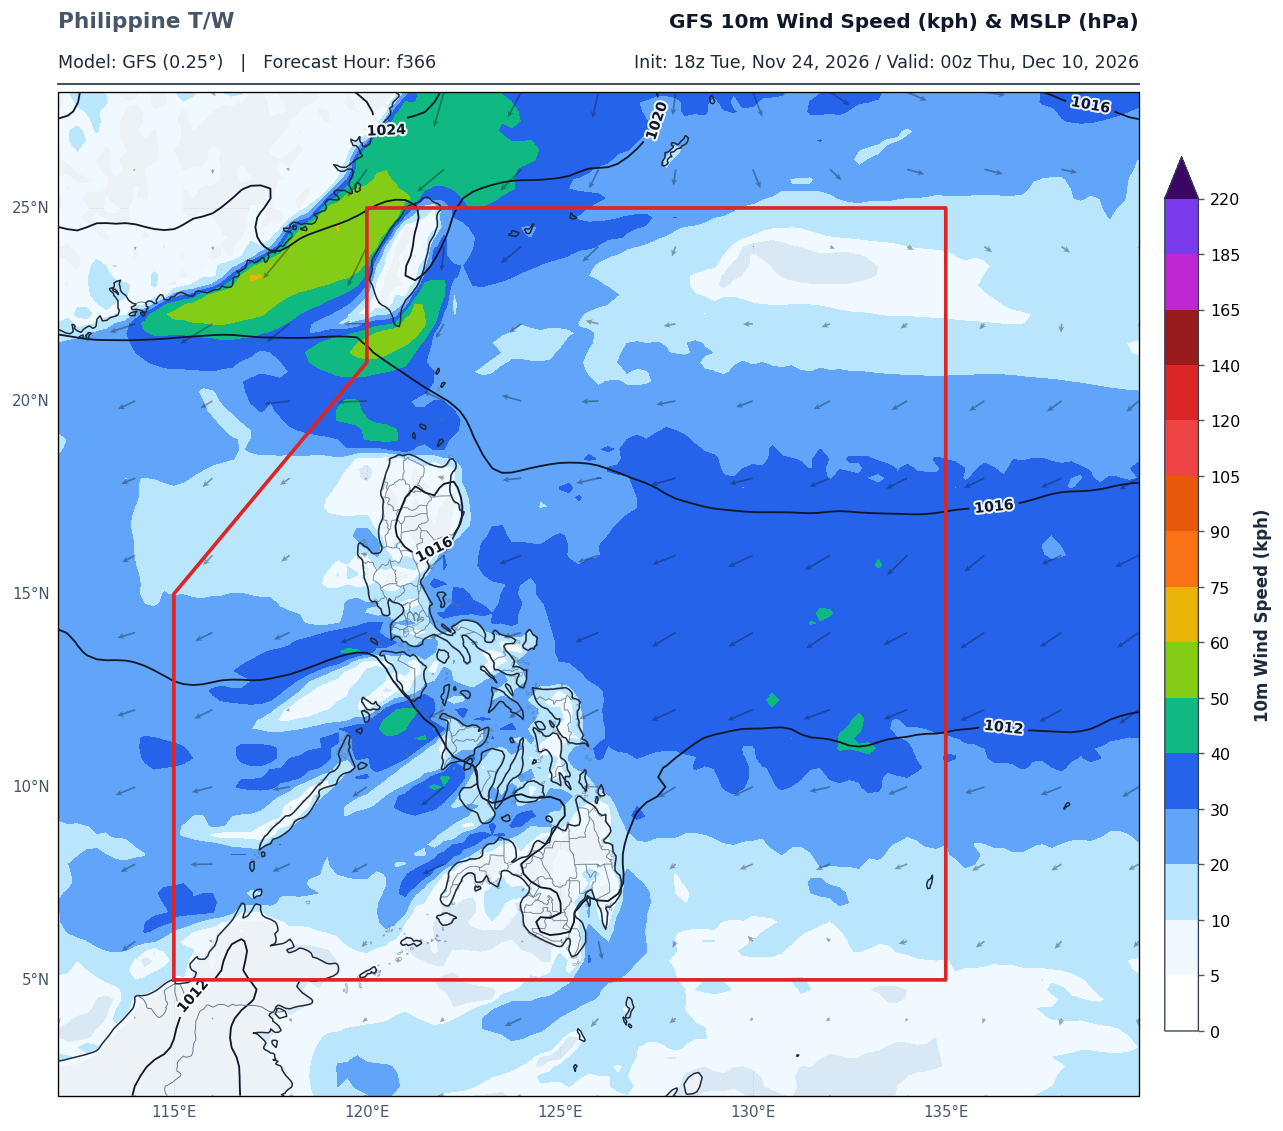 Philippine T/W
GFS 10m Wind Speed (kph) & MSLP (hPa)
Model: GFS (0.25°)   |   Forecast Hour: f366
Init: 18z Tue, Nov 24, 2026 / Valid: 00z Thu, Dec 10, 2026
1016
1024
1020
25°N
20°N
15°N
10°N
5°N
1016
1016
1012
1012
115°E
120°E
125°E
130°E
135°E
220
185
165
140
120
105
90
75
60
50
40
30
20
10
5
0
10m Wind Speed (kph)